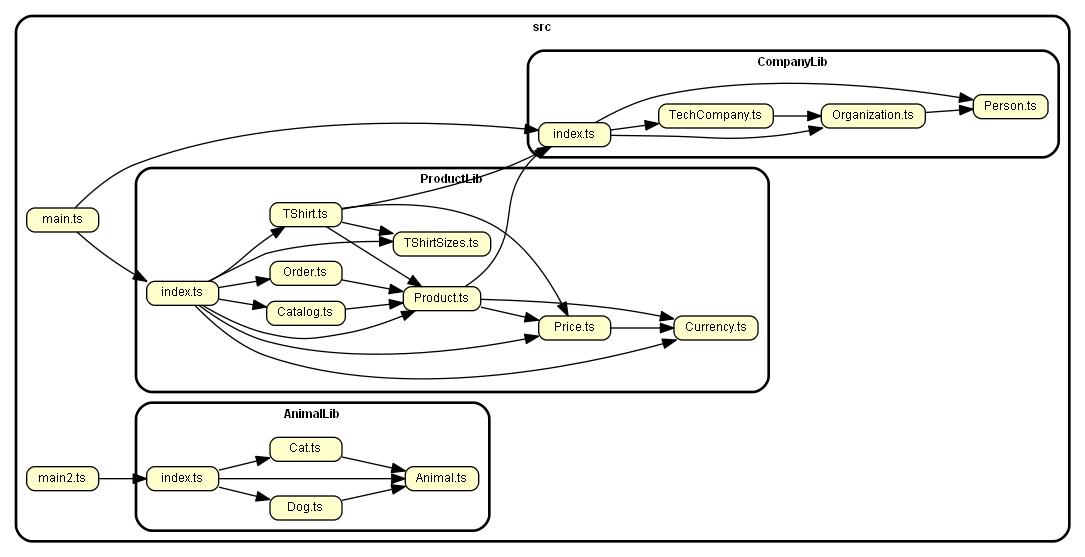 src
CompanyLib
Person.ts
TechCompany.ts
Organization.ts
index.ts
ProductLib
main.ts
TShirt.ts
TShirtSizes.ts
Order.ts
index.ts
Product.ts
Catalog.ts
Price.ts
Currency.ts
AnimalLib
Cat.ts
main2.ts
index.ts
Animal.ts
Dog.ts